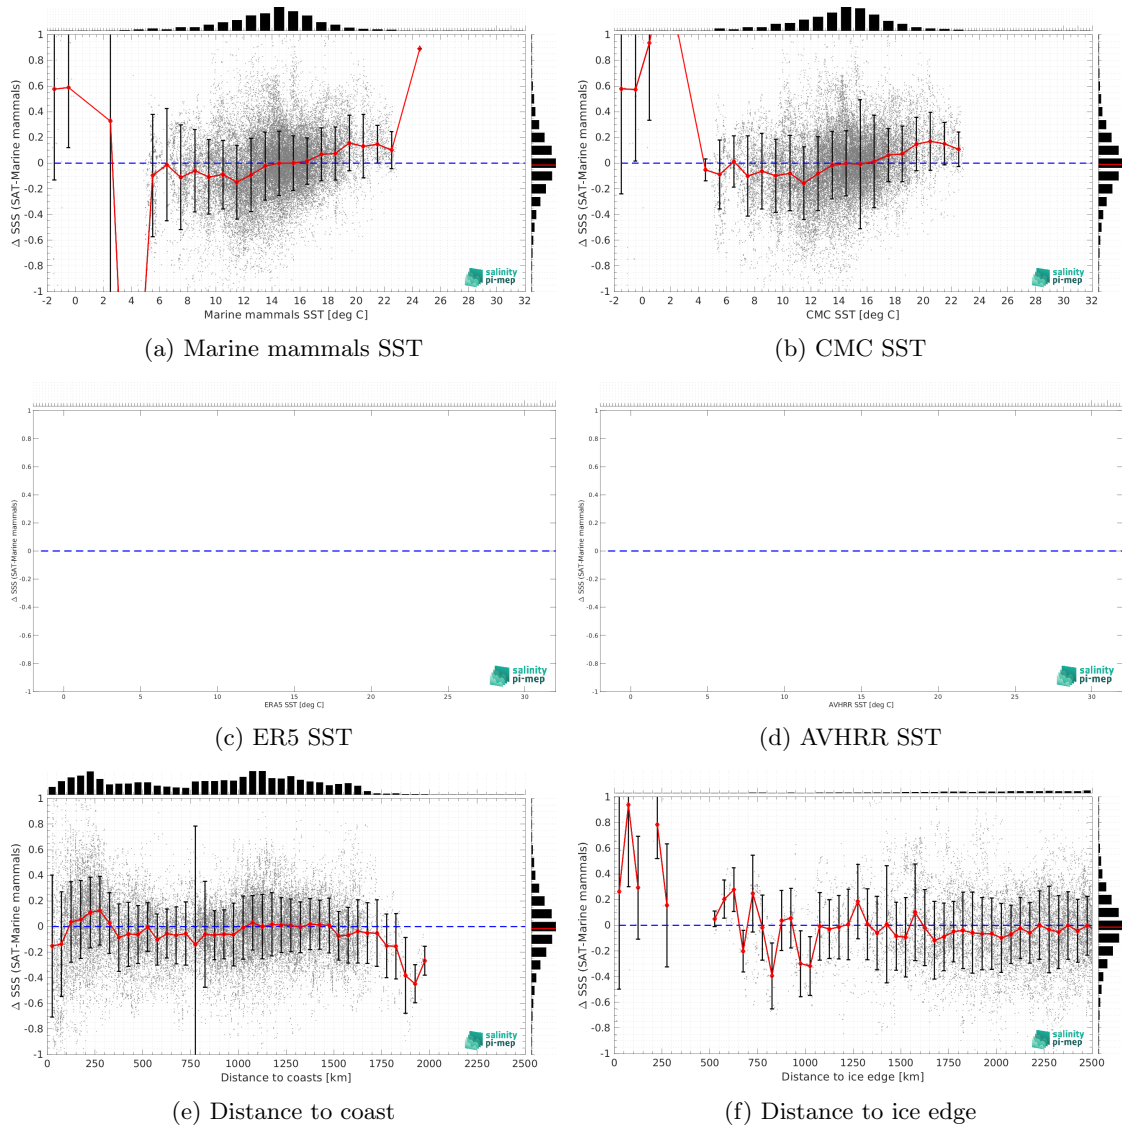 1
0.8
0.6
0.4
0.2
0
-0.2
-0.4
-0.6
-0.8
-1
Δ SSS (SAT-Marine mammals)
-2 0 2 4 6 8 10 12 14 16 18 20 22 24 26 28 30 32
Marine mammals SST [deg C]
salinity
pi-mep
(a) Marine mammals SST
1
0.8
0.6
0.4
0.2
0
-0.2
-0.4
-0.6
-0.8
-1
Δ SSS (SAT-Marine mammals)
-2 0 2 4 6 8 10 12 14 16 18 20 22 24 26 28 30 32
CMC SST [deg C]
salinity
pi-mep
(b) CMC SST
1
0.8
0.6
0.4
0.2
0
-0.2
-0.4
-0.6
-0.8
-1
Δ SSS (SAT-Marine mammals)
0 5 10 15 20 25 30
ERA5 SST [deg C]
salinity
pi-mep
(c) ER5 SST
1
0.8
0.6
0.4
0.2
0
-0.2
-0.4
-0.6
-0.8
-1
Δ SSS (SAT-Marine mammals)
0 5 10 15 20 25 30
AVHRR SST [deg C]
salinity
pi-mep
(d) AVHRR SST
1
0.8
0.6
0.4
0.2
0
-0.2
-0.4
-0.6
-0.8
-1
Δ SSS (SAT-Marine mammals)
0 250 500 750 1000 1250 1500 1750 2000 2250 2500
Distance to coasts [km]
salinity
pi-mep
(e) Distance to coast
1
0.8
0.6
0.4
0.2
0
-0.2
-0.4
-0.6
-0.8
-1
Δ SSS (SAT-Marine mammals)
0 250 500 750 1000 1250 1500 1750 2000 2250 2500
Distance to ice edge [km]
salinity
pi-mep
(f) Distance to ice edge